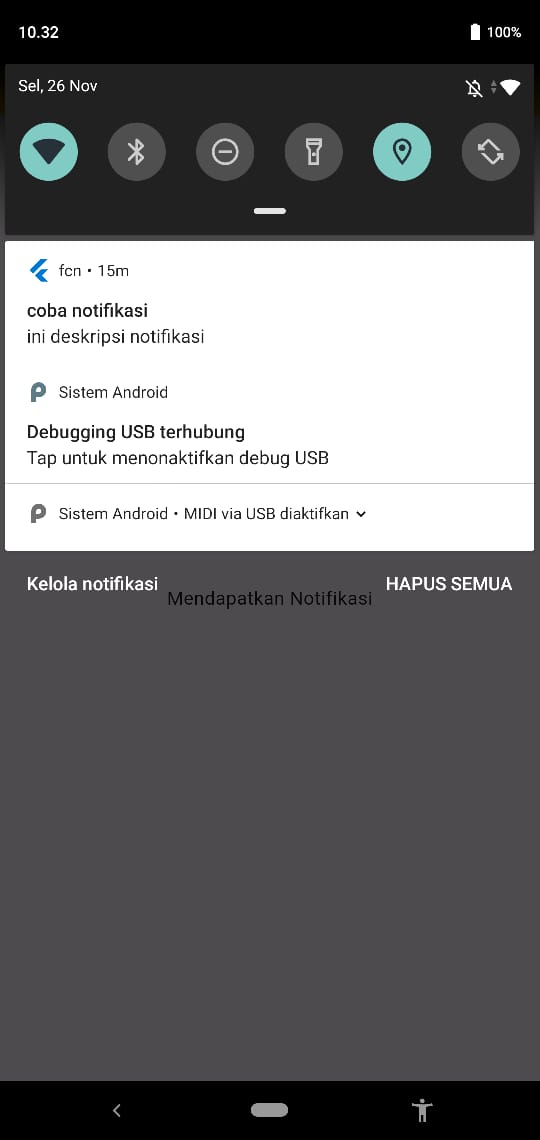 10.32
100%
Sel, 26 Nov
fcn • 15m
coba notifikasi
ini deskripsi notifikasi
Sistem Android
Debugging USB terhubung
Tap untuk menonaktifkan debug USB
Sistem Android • MIDI via USB diaktifkan
Kelola notifikasi
HAPUS SEMUA
Mendapatkan Notifikasi